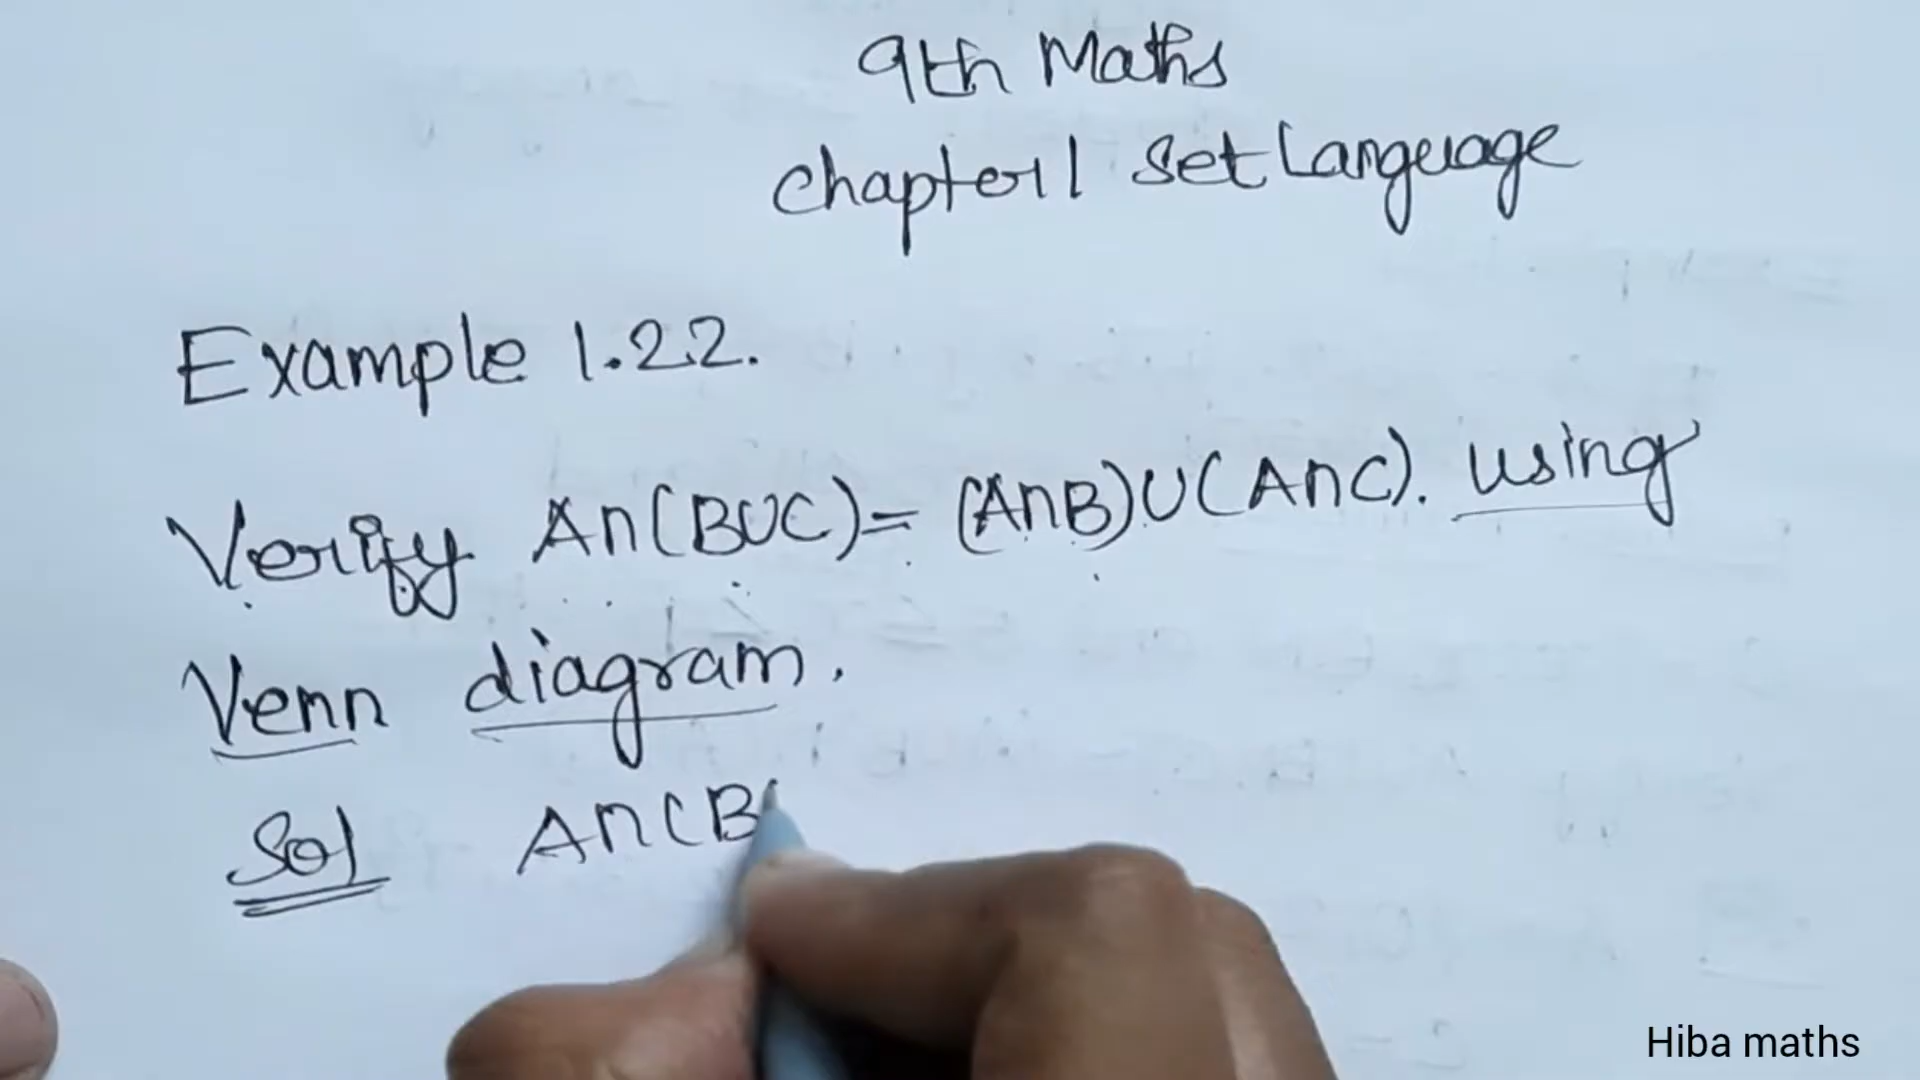 9th Maths
Chapter 1 Set Language
Example 1.22.
Verify A∩(B∪C) = (A∩B)∪(A∩C). using
Venn diagram.
Sol A∩(B
Hiba maths